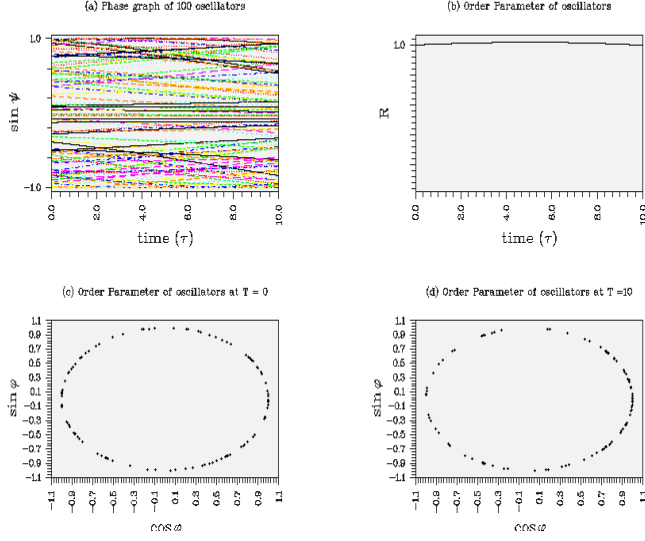 (a) Phase graph of 100 oscillators
1.0
-1.0
sin ψ
0.0 2.0 4.0 6.0 8.0 10.0
time (τ)
(b) Order Parameter of oscillators
1.0
R
0.0 2.0 4.0 6.0 8.0 10.0
time (τ)
(c) Order Parameter of oscillators at T = 0
1.1
0.9
0.7
0.5
0.3
0.1
-0.1
-0.3
-0.5
-0.7
-0.9
-1.1
sin φ
-1.1 -0.9 -0.7 -0.5 -0.3 -0.1 0.1 0.3 0.5 0.7 0.9 1.1
cos φ
(d) Order Parameter of oscillators at T =10
1.1
0.9
0.7
0.5
0.3
0.1
-0.1
-0.3
-0.5
-0.7
-0.9
-1.1
sin φ
-1.1 -0.9 -0.7 -0.5 -0.3 -0.1 0.1 0.3 0.5 0.7 0.9 1.1
cos φ